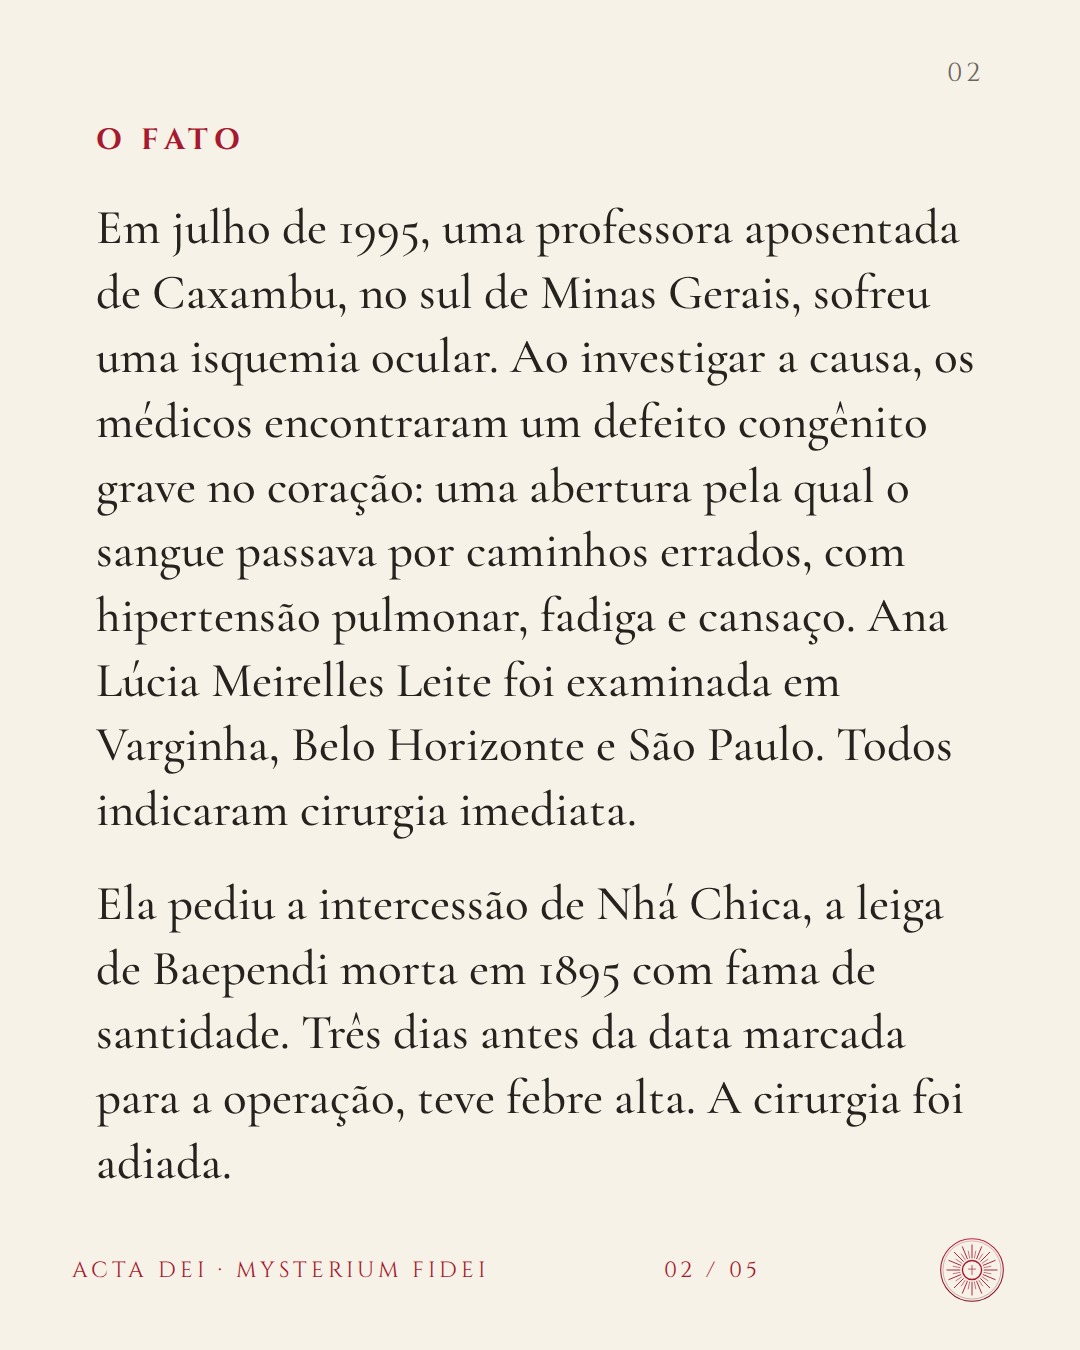 02
O FATO
Em julho de 1995, uma professora aposentada
de Caxambu, no sul de Minas Gerais, sofreu
uma isquemia ocular. Ao investigar a causa, os
médicos encontraram um defeito congênito
grave no coração: uma abertura pela qual o
sangue passava por caminhos errados, com
hipertensão pulmonar, fadiga e cansaço. Ana
Lúcia Meirelles Leite foi examinada em
Varginha, Belo Horizonte e São Paulo. Todos
indicaram cirurgia imediata.
Ela pediu a intercessão de Nhá Chica, a leiga
de Baependi morta em 1895 com fama de
santidade. Três dias antes da data marcada
para a operação, teve febre alta. A cirurgia foi
adiada.
ACTA DEI · MYSTERIUM FIDEI
02 / 05